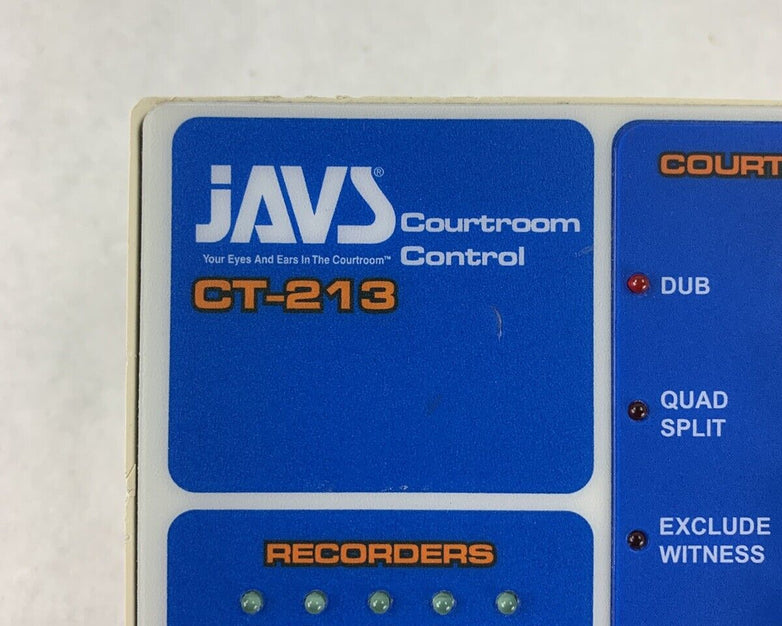 JAVS® Courtroom
Control
Your Eyes And Ears In The Courtroom™
CT-213
RECORDERS
COURT
DUB
QUAD
SPLIT
EXCLUDE
WITNESS